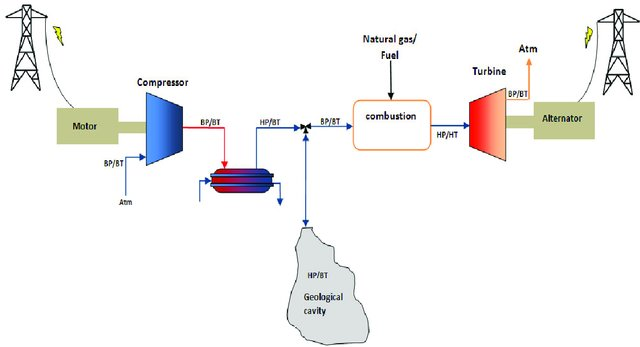 Natural gas/
Fuel
Atm
Compressor
Turbine
BP/BT
Motor
BP/BT
HP/BT
BP/BT
combustion
HP/HT
Alternator
BP/BT
Atm
HP/BT
Geological
cavity